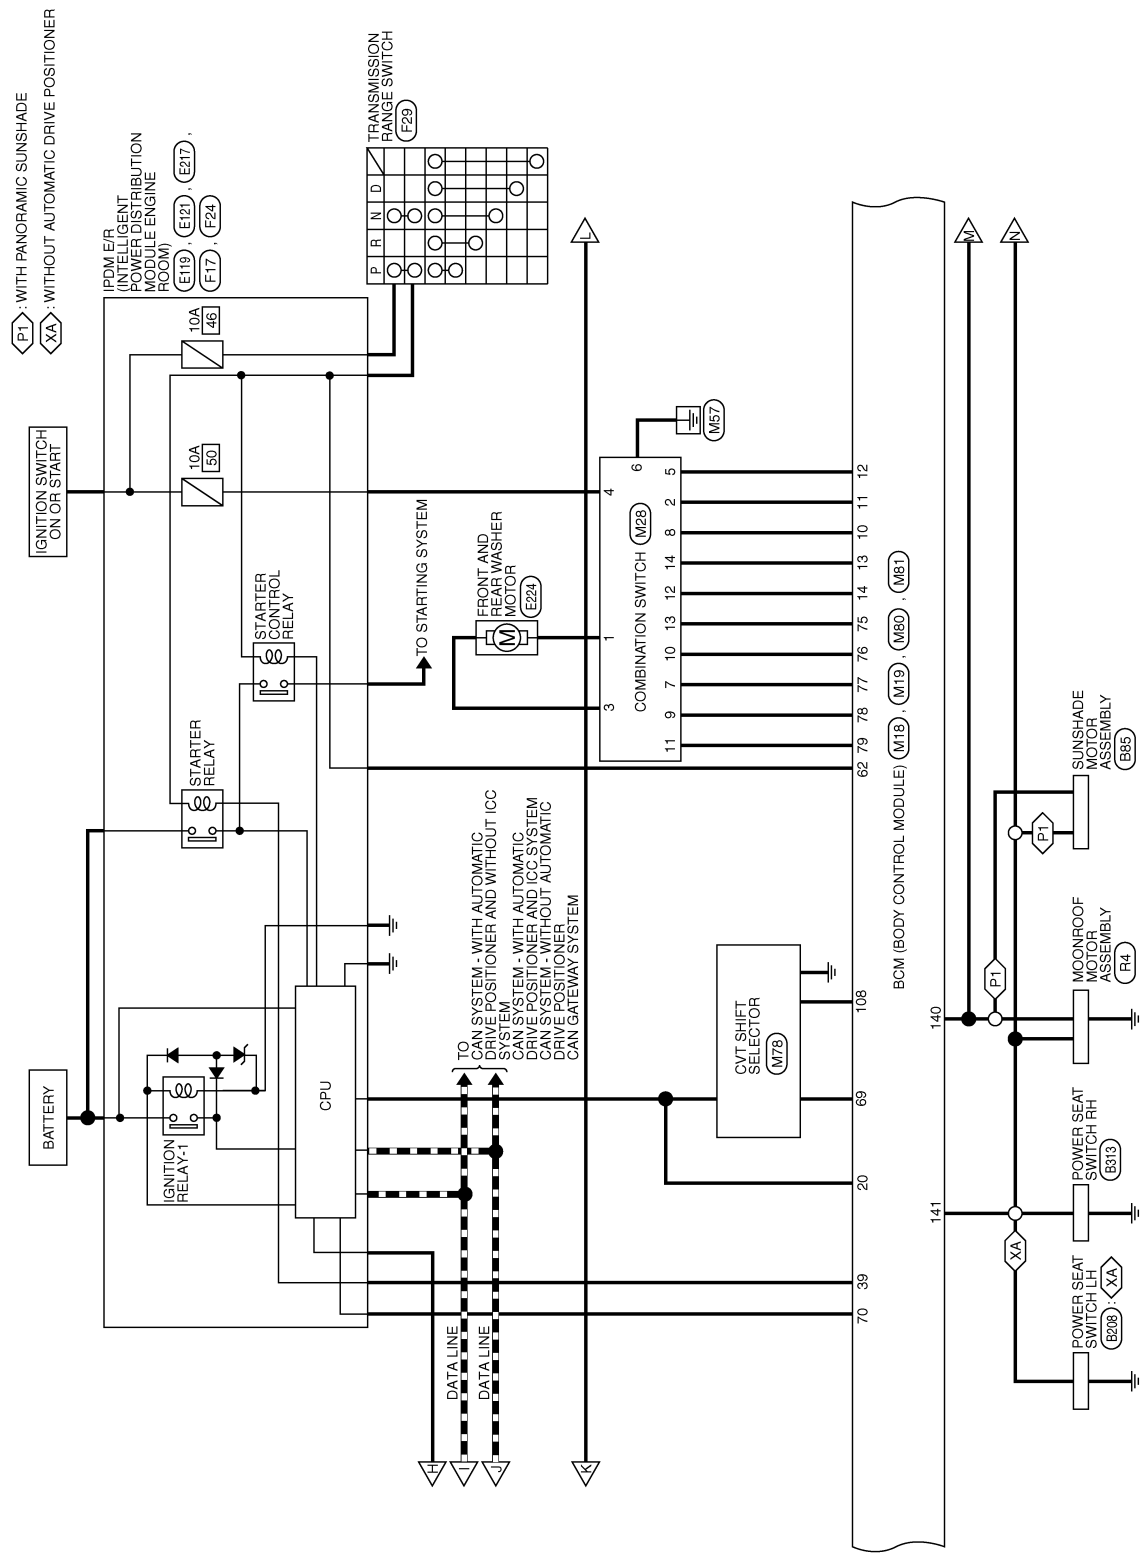 P1 : WITH PANORAMIC SUNSHADE
XA : WITHOUT AUTOMATIC DRIVE POSITIONER
BATTERY
IGNITION SWITCH
ON OR START
IPDM E/R
(INTELLIGENT
POWER DISTRIBUTION
MODULE ENGINE
ROOM)
E119 , E121 , E217 ,
F17 , F24
IGNITION
RELAY-1
CPU
STARTER
RELAY
STARTER
CONTROL
RELAY
10A
50
10A
46
TRANSMISSION
RANGE SWITCH
F29
P R N D
TO STARTING SYSTEM
H
I
J
K
L
DATA LINE
DATA LINE
TO
CAN SYSTEM - WITH AUTOMATIC
DRIVE POSITIONER AND WITHOUT ICC
SYSTEM
CAN SYSTEM - WITH AUTOMATIC
DRIVE POSITIONER AND ICC SYSTEM
CAN SYSTEM - WITHOUT AUTOMATIC
DRIVE POSITIONER
CAN GATEWAY SYSTEM
FRONT AND
REAR WASHER
MOTOR
E224
M
3 1 4
COMBINATION SWITCH M28
6
M57
11 9 7 10 13 12 14 8 2 5
CVT SHIFT
SELECTOR
M78
70 39 20 69 108 62 79 78 77 76 75 14 13 10 11 12
BCM (BODY CONTROL MODULE) M18 , M19 , M80 , M81
141 140
M
N
XA
P1
P1
POWER SEAT
SWITCH LH
B208 : XA
POWER SEAT
SWITCH RH
B313
MOONROOF
MOTOR
ASSEMBLY
R4
SUNSHADE
MOTOR
ASSEMBLY
B85